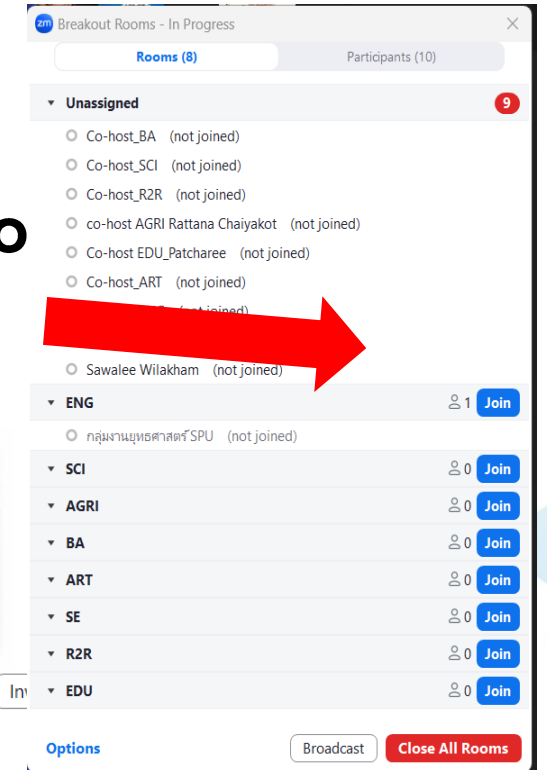 zm Breakout Rooms - In Progress
Rooms (8) Participants (10)
Unassigned 9
Co-host_BA (not joined)
Co-host_SCI (not joined)
Co-host_R2R (not joined)
co-host AGRI Rattana Chaiyakot (not joined)
Co-host EDU_Patcharee (not joined)
Co-host_ART (not joined)
(not joined)
Sawalee Wilakham (not joined)
ENG 1 Join
กลุ่มงานยุทธศาสตร์ SPU (not joined)
SCI 0 Join
AGRI 0 Join
BA 0 Join
ART 0 Join
SE 0 Join
R2R 0 Join
EDU 0 Join
Options Broadcast Close All Rooms